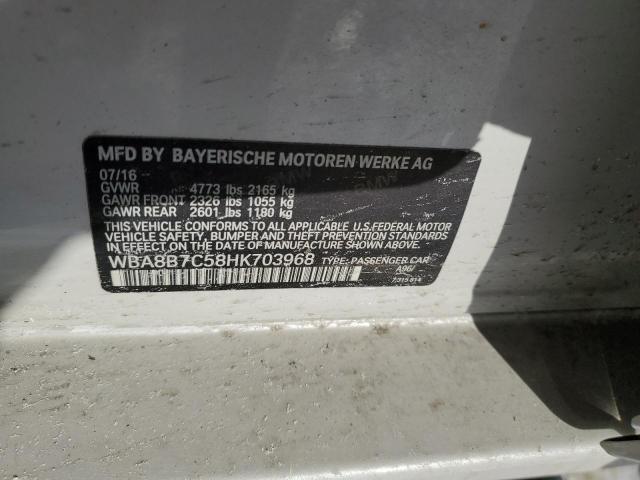 MFD BY BAYERISCHE MOTOREN WERKE AG
07/16
GVWR 4773 lbs 2165 kg
GAWR FRONT 2326 lbs 1055 kg
GAWR REAR 2601 lbs 1180 kg
THIS VEHICLE CONFORMS TO ALL APPLICABLE U.S.FEDERAL MOTOR
VEHICLE SAFETY, BUMPER AND THEFT PREVENTION STANDARDS
IN EFFECT ON THE DATE OF MANUFACTURE SHOWN ABOVE.
WBA8B7C58HK703968 TYPE: PASSENGER CAR
A96/
7315814